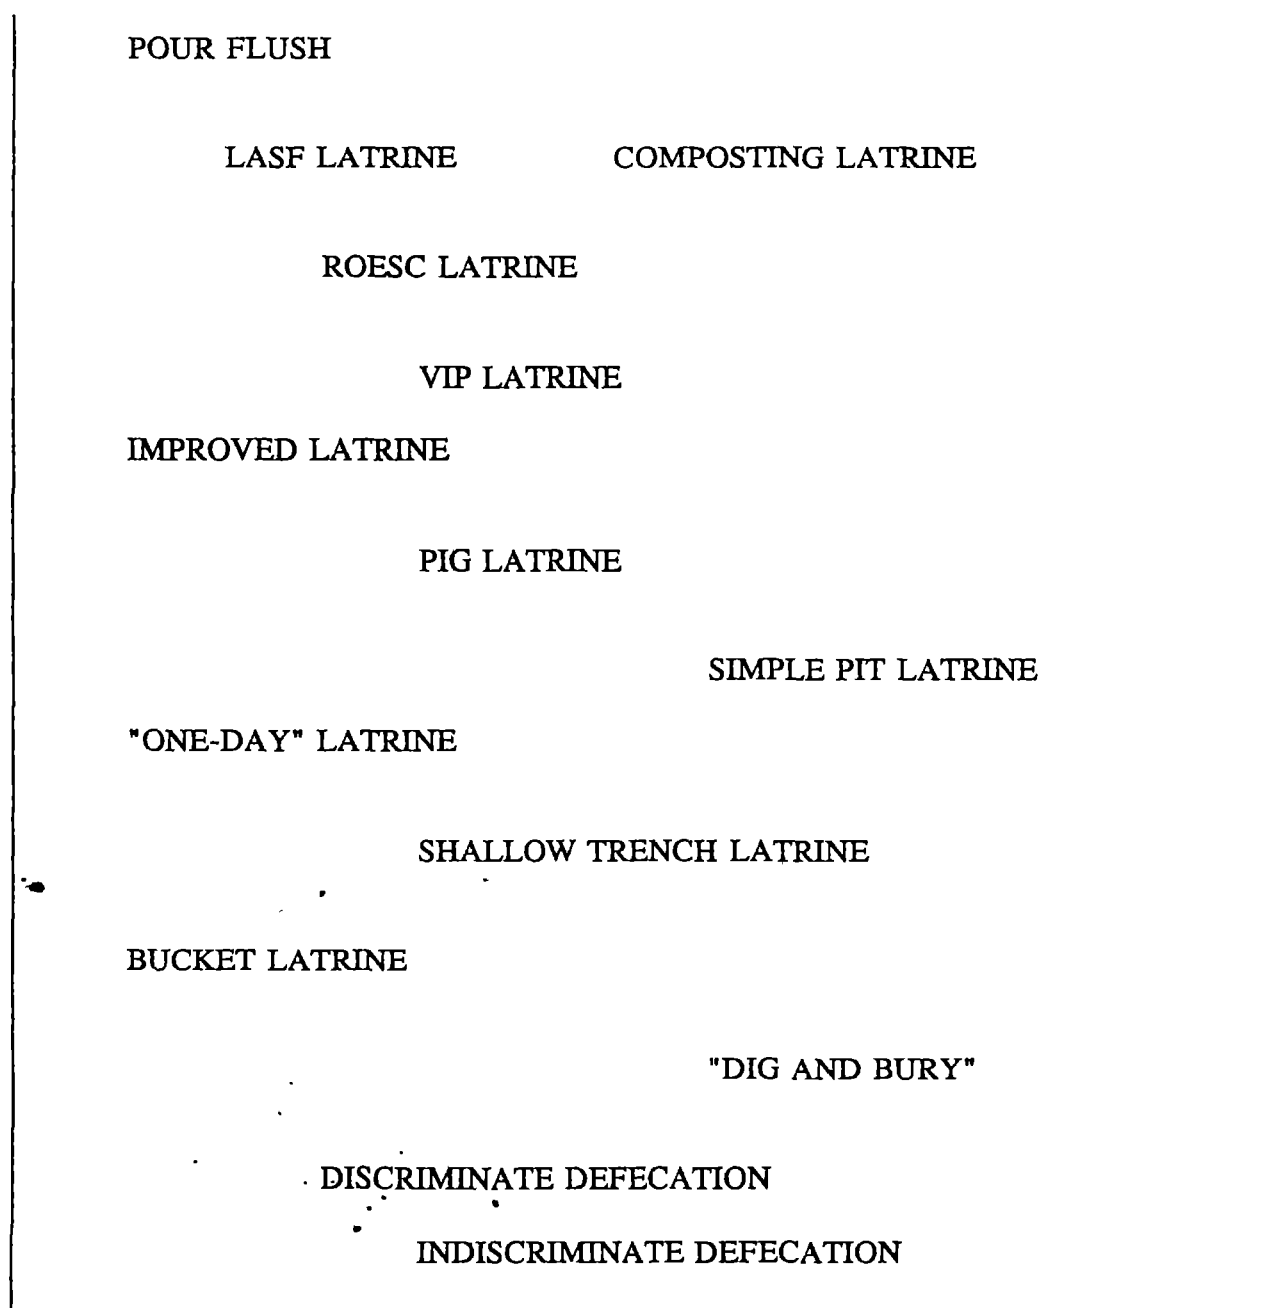 POUR FLUSH
LASF LATRINE COMPOSTING LATRINE
ROESC LATRINE
VIP LATRINE
IMPROVED LATRINE
PIG LATRINE
SIMPLE PIT LATRINE
"ONE-DAY" LATRINE
SHALLOW TRENCH LATRINE
BUCKET LATRINE
"DIG AND BURY"
DISCRIMINATE DEFECATION
INDISCRIMINATE DEFECATION